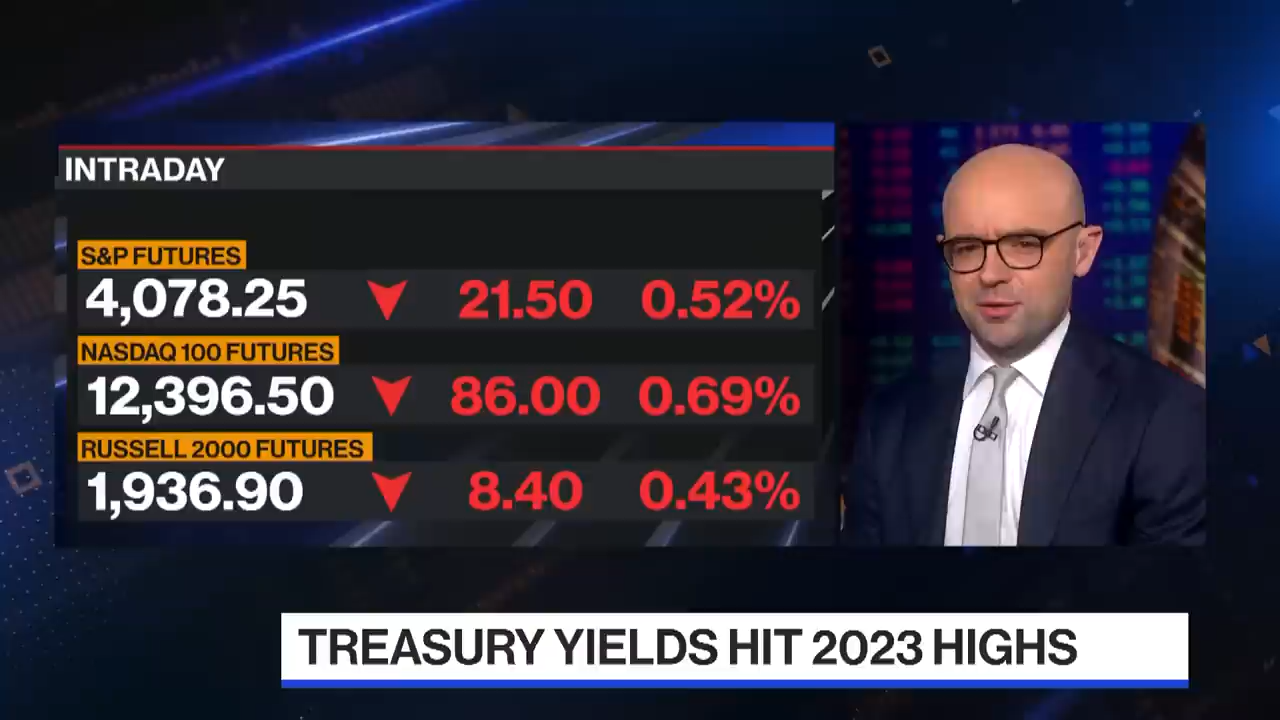 INTRADAY
S&P FUTURES
4,078.25 21.50 0.52%
NASDAQ 100 FUTURES
12,396.50 86.00 0.69%
RUSSELL 2000 FUTURES
1,936.90 8.40 0.43%
TREASURY YIELDS HIT 2023 HIGHS